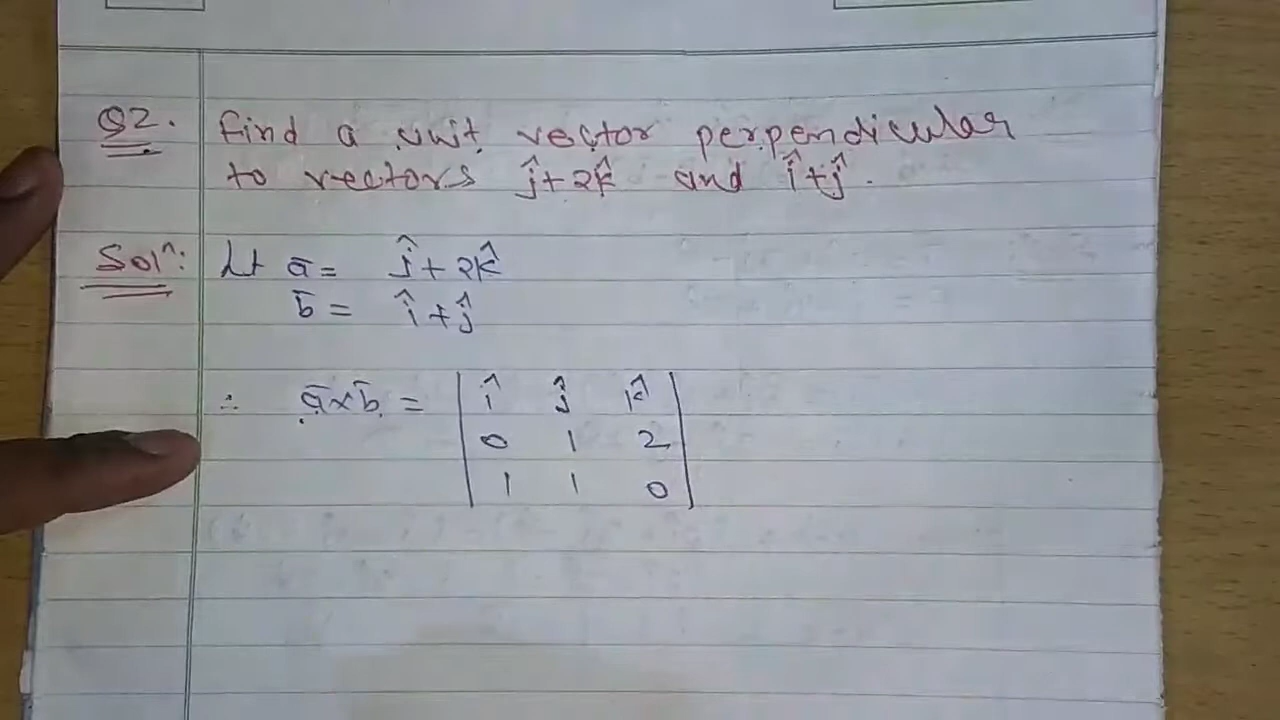 Q2. Find a unit vector perpendicular
to vectors ĵ+2k̂ and î+ĵ.
Solⁿ: Let ā= ĵ+2k̂
b̄ = î+ĵ
∴ ā×b̄ = | î ĵ k̂ |
0 1 2
1 1 0